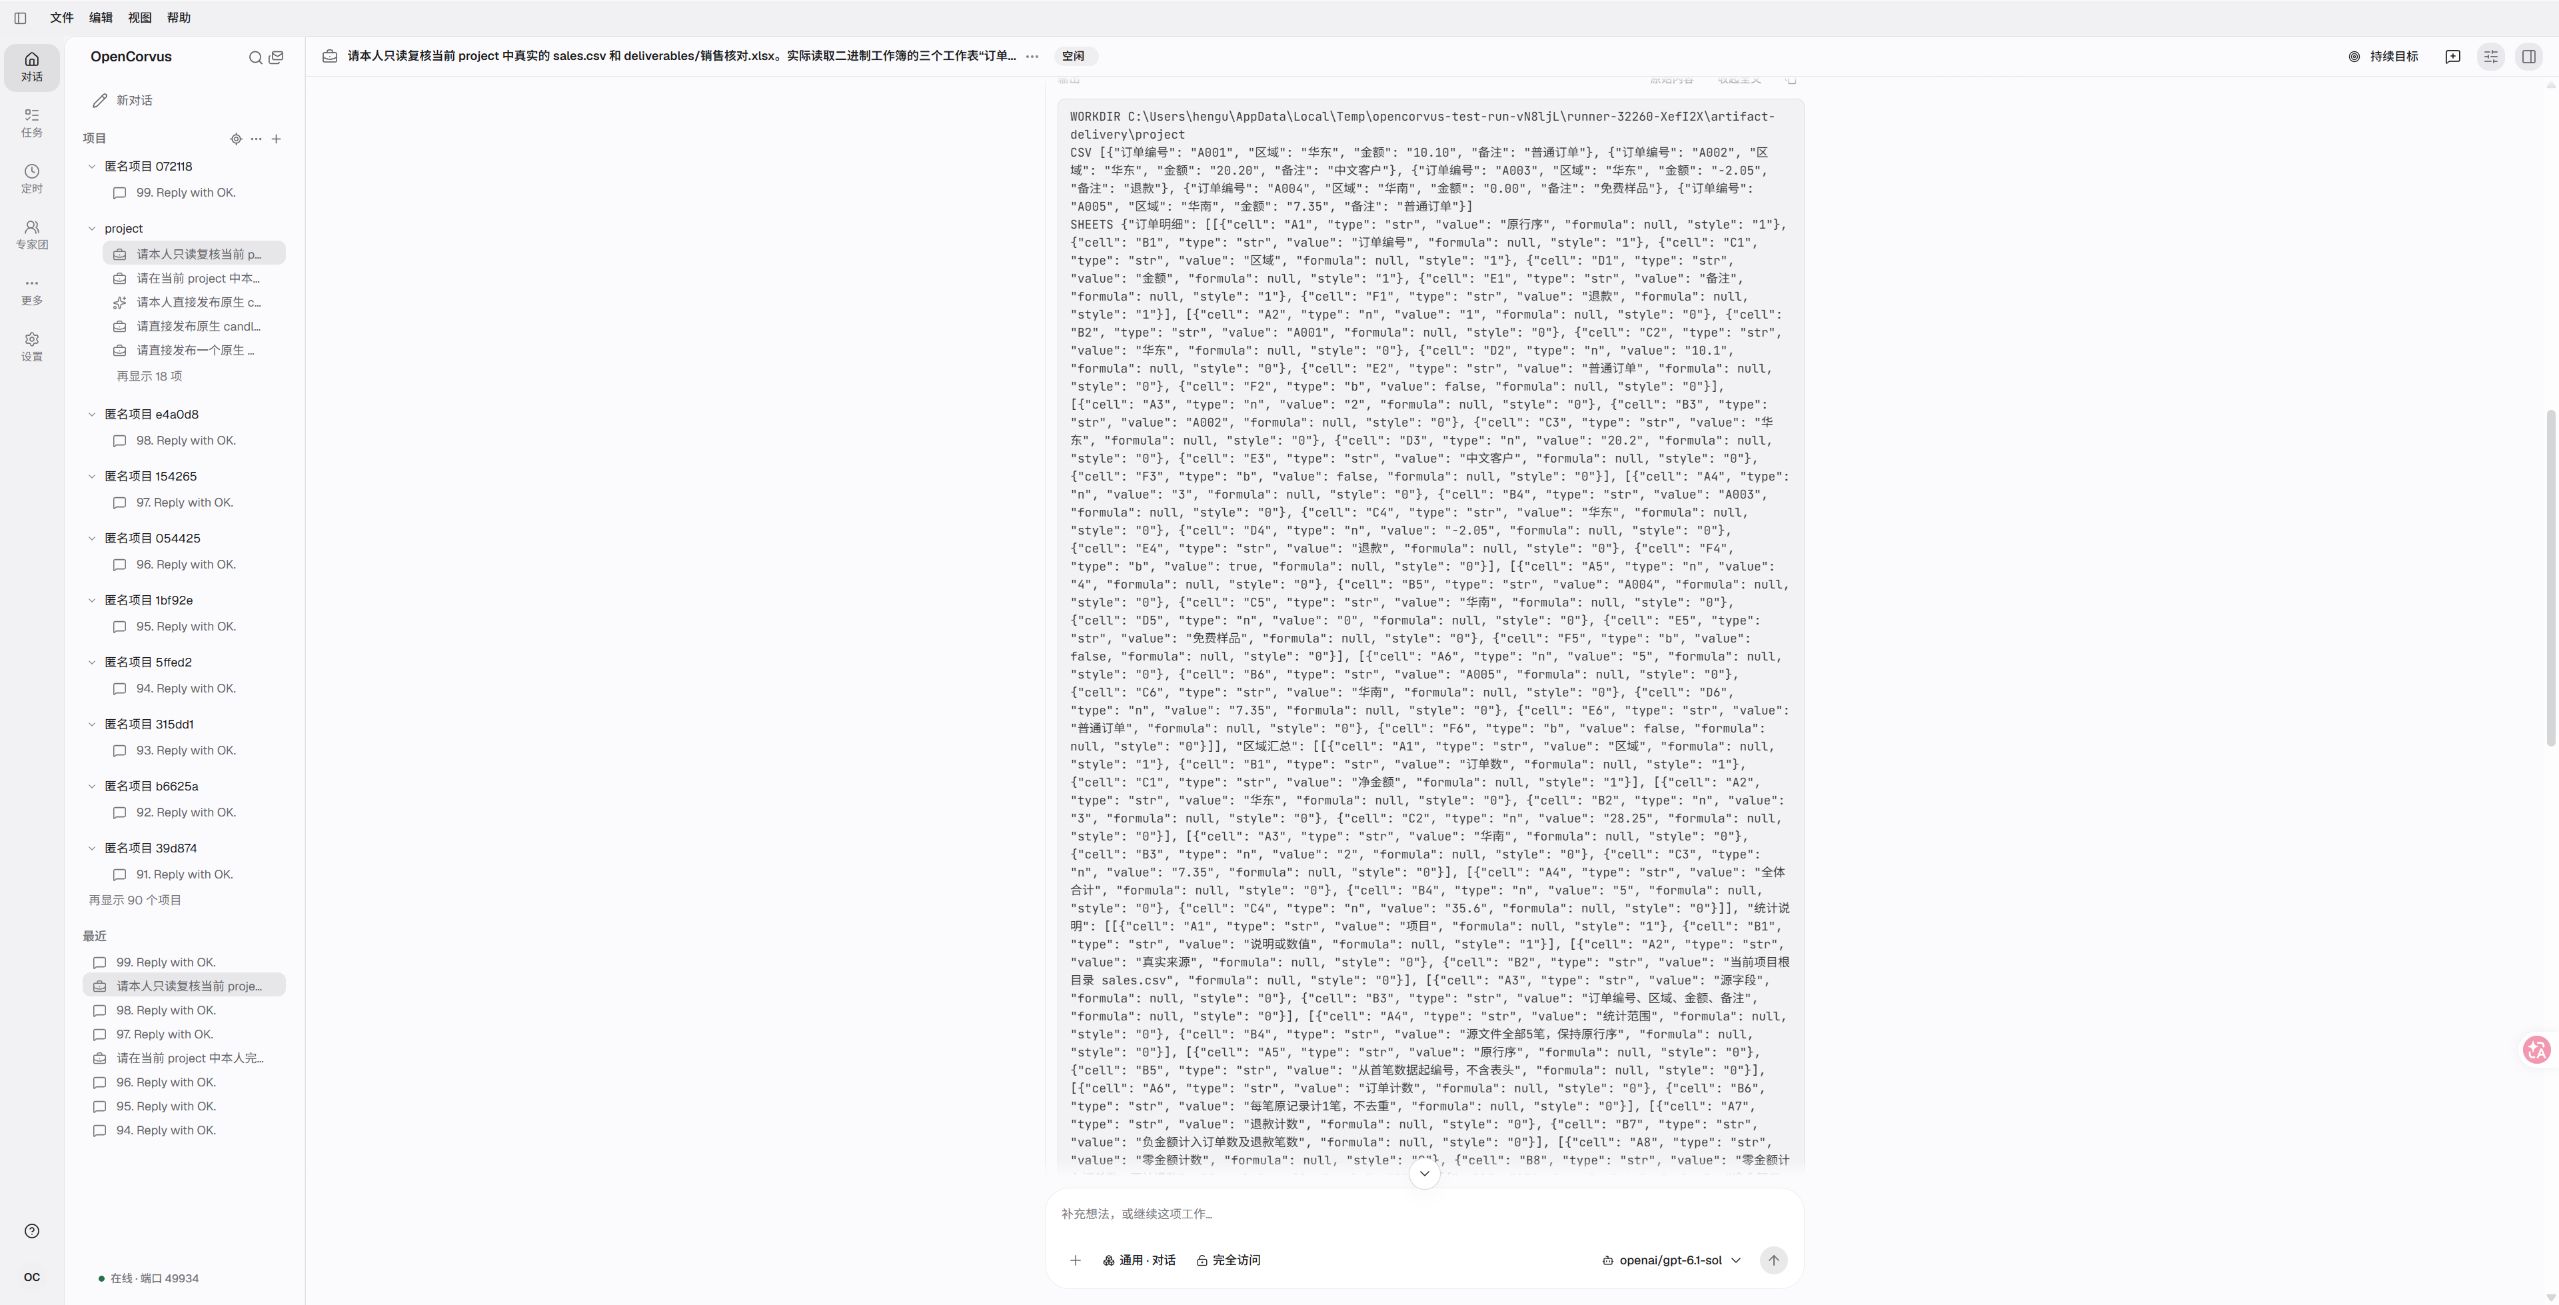 文件 编辑 视图 帮助
对话
任务
定时
专家团
更多
设置
OC
OpenCorvus
新对话
项目
匿名项目 072118
99. Reply with OK.
project
请本人只读复核当前 p...
请在当前 project 中本...
请本人直接发布原生 c...
请直接发布原生 candl...
请直接发布一个原生 ...
再显示 18 项
匿名项目 e4a0d8
98. Reply with OK.
匿名项目 154265
97. Reply with OK.
匿名项目 054425
96. Reply with OK.
匿名项目 1bf92e
95. Reply with OK.
匿名项目 5ffed2
94. Reply with OK.
匿名项目 315dd1
93. Reply with OK.
匿名项目 b6625a
92. Reply with OK.
匿名项目 39d874
91. Reply with OK.
再显示 90 个项目
最近
99. Reply with OK.
请本人只读复核当前 proje...
98. Reply with OK.
97. Reply with OK.
请在当前 project 中本人完...
96. Reply with OK.
95. Reply with OK.
94. Reply with OK.
在线 · 端口 49934
请本人只读复核当前 project 中真实的 sales.csv 和 deliverables/销售核对.xlsx。实际读取二进制工作簿的三个工作表“订单... ... 空闲
持续目标
WORKDIR C:\Users\hengu\AppData\Local\Temp\opencorvus-test-run-vN8ljL\runner-32260-XefI2X\artifact-
delivery\project
CSV [{"订单编号": "A001", "区域": "华东", "金额": "10.10", "备注": "普通订单"}, {"订单编号": "A002", "区
域": "华东", "金额": "20.20", "备注": "中文客户"}, {"订单编号": "A003", "区域": "华东", "金额": "-2.05",
"备注": "退款"}, {"订单编号": "A004", "区域": "华南", "金额": "0.00", "备注": "免费样品"}, {"订单编号":
"A005", "区域": "华南", "金额": "7.35", "备注": "普通订单"}]
SHEETS {"订单明细": [[{"cell": "A1", "type": "str", "value": "原行序", "formula": null, "style": "1"},
{"cell": "B1", "type": "str", "value": "订单编号", "formula": null, "style": "1"}, {"cell": "C1",
"type": "str", "value": "区域", "formula": null, "style": "1"}, {"cell": "D1", "type": "str",
"value": "金额", "formula": null, "style": "1"}, {"cell": "E1", "type": "str", "value": "备注",
"formula": null, "style": "1"}, {"cell": "F1", "type": "str", "value": "退款", "formula": null,
"style": "1"}], [{"cell": "A2", "type": "n", "value": "1", "formula": null, "style": "0"}, {"cell":
"B2", "type": "str", "value": "A001", "formula": null, "style": "0"}, {"cell": "C2", "type": "str",
"value": "华东", "formula": null, "style": "0"}, {"cell": "D2", "type": "n", "value": "10.1",
"formula": null, "style": "0"}, {"cell": "E2", "type": "str", "value": "普通订单", "formula": null,
"style": "0"}, {"cell": "F2", "type": "b", "value": false, "formula": null, "style": "0"}],
[{"cell": "A3", "type": "n", "value": "2", "formula": null, "style": "0"}, {"cell": "B3", "type":
"str", "value": "A002", "formula": null, "style": "0"}, {"cell": "C3", "type": "str", "value": "华
东", "formula": null, "style": "0"}, {"cell": "D3", "type": "n", "value": "20.2", "formula": null,
"style": "0"}, {"cell": "E3", "type": "str", "value": "中文客户", "formula": null, "style": "0"},
{"cell": "F3", "type": "b", "value": false, "formula": null, "style": "0"}], [{"cell": "A4", "type":
"n", "value": "3", "formula": null, "style": "0"}, {"cell": "B4", "type": "str", "value": "A003",
"formula": null, "style": "0"}, {"cell": "C4", "type": "str", "value": "华东", "formula": null,
"style": "0"}, {"cell": "D4", "type": "n", "value": "-2.05", "formula": null, "style": "0"},
{"cell": "E4", "type": "str", "value": "退款", "formula": null, "style": "0"}, {"cell": "F4",
"type": "b", "value": true, "formula": null, "style": "0"}], [{"cell": "A5", "type": "n", "value":
"4", "formula": null, "style": "0"}, {"cell": "B5", "type": "str", "value": "A004", "formula": null,
"style": "0"}, {"cell": "C5", "type": "str", "value": "华南", "formula": null, "style": "0"},
{"cell": "D5", "type": "n", "value": "0", "formula": null, "style": "0"}, {"cell": "E5", "type":
"str", "value": "免费样品", "formula": null, "style": "0"}, {"cell": "F5", "type": "b", "value":
false, "formula": null, "style": "0"}], [{"cell": "A6", "type": "n", "value": "5", "formula": null,
"style": "0"}, {"cell": "B6", "type": "str", "value": "A005", "formula": null, "style": "0"},
{"cell": "C6", "type": "str", "value": "华南", "formula": null, "style": "0"}, {"cell": "D6",
"type": "n", "value": "7.35", "formula": null, "style": "0"}, {"cell": "E6", "type": "str", "value":
"普通订单", "formula": null, "style": "0"}, {"cell": "F6", "type": "b", "value": false, "formula":
null, "style": "0"}]], "区域汇总": [[{"cell": "A1", "type": "str", "value": "区域", "formula": null,
"style": "1"}, {"cell": "B1", "type": "str", "value": "订单数", "formula": null, "style": "1"},
{"cell": "C1", "type": "str", "value": "净金额", "formula": null, "style": "1"}], [{"cell": "A2",
"type": "str", "value": "华东", "formula": null, "style": "0"}, {"cell": "B2", "type": "n", "value":
"3", "formula": null, "style": "0"}, {"cell": "C2", "type": "n", "value": "28.25", "formula": null,
"style": "0"}], [{"cell": "A3", "type": "str", "value": "华南", "formula": null, "style": "0"},
{"cell": "B3", "type": "n", "value": "2", "formula": null, "style": "0"}, {"cell": "C3", "type":
"n", "value": "7.35", "formula": null, "style": "0"}], [{"cell": "A4", "type": "str", "value": "全体
合计", "formula": null, "style": "0"}, {"cell": "B4", "type": "n", "value": "5", "formula": null,
"style": "0"}, {"cell": "C4", "type": "n", "value": "35.6", "formula": null, "style": "0"}]], "统计说
明": [[{"cell": "A1", "type": "str", "value": "项目", "formula": null, "style": "1"}, {"cell": "B1",
"type": "str", "value": "说明或数值", "formula": null, "style": "1"}], [{"cell": "A2", "type": "str",
"value": "真实来源", "formula": null, "style": "0"}, {"cell": "B2", "type": "str", "value": "当前项目根
目录 sales.csv", "formula": null, "style": "0"}], [{"cell": "A3", "type": "str", "value": "源字段",
"formula": null, "style": "0"}, {"cell": "B3", "type": "str", "value": "订单编号、区域、金额、备注",
"formula": null, "style": "0"}], [{"cell": "A4", "type": "str", "value": "统计范围", "formula": null,
"style": "0"}, {"cell": "B4", "type": "str", "value": "源文件全部5笔，保持原行序", "formula": null,
"style": "0"}], [{"cell": "A5", "type": "str", "value": "原行序", "formula": null, "style": "0"},
{"cell": "B5", "type": "str", "value": "从首笔数据起编号，不含表头", "formula": null, "style": "0"}],
[{"cell": "A6", "type": "str", "value": "订单计数", "formula": null, "style": "0"}, {"cell": "B6",
"type": "str", "value": "每笔原记录计1笔，不去重", "formula": null, "style": "0"}], [{"cell": "A7",
"type": "str", "value": "退款计数", "formula": null, "style": "0"}, {"cell": "B7", "type": "str",
"value": "负金额计入订单数及退款笔数", "formula": null, "style": "0"}], [{"cell": "A8", "type": "str",
"value": "零金额计数", "formula": null, "style": "0"}, {"cell": "B8", "type": "str", "value": "零金额计
补充想法，或继续这项工作...
通用 · 对话 完全访问 openai/gpt-6.1-sol